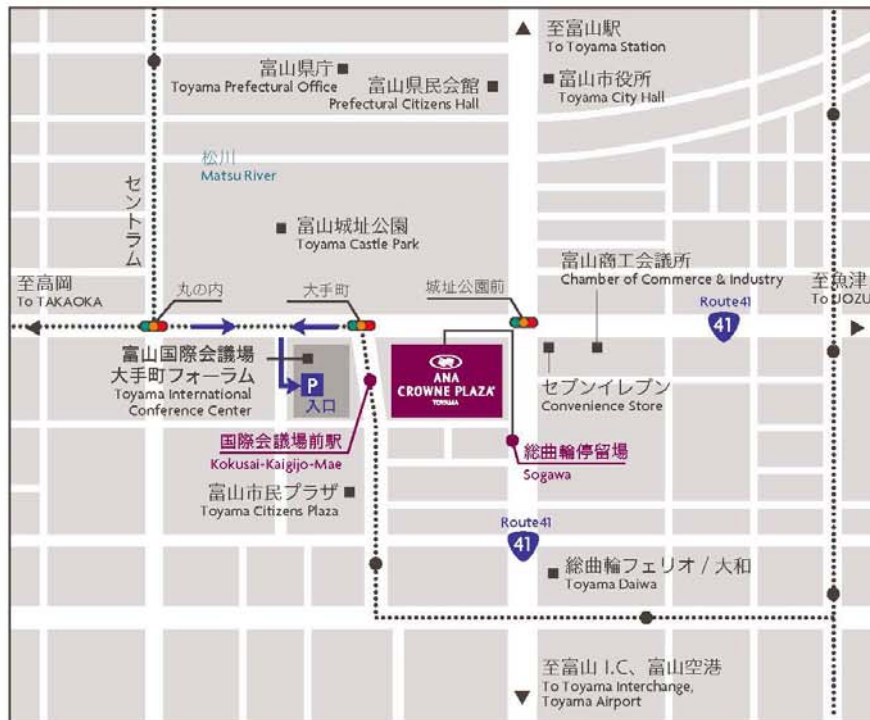 至富山駅
To Toyama Station
富山県庁
Toyama Prefectural Office
富山県民会館
Prefectural Citizens Hall
富山市役所
Toyama City Hall
松川
Matsu River
セントラム
富山城址公園
Toyama Castle Park
富山商工会議所
Chamber of Commerce & Industry
至高岡
To TAKAOKA
丸の内
大手町
城址公園前
至魚津
To UOZU
Route41
41
富山国際会議場
大手町フォーラム
Toyama International
Conference Center
P
入口
ANA
CROWNE PLAZA
TOYAMA
セブンイレブン
Convenience Store
国際会議場前駅
Kokusai-Kaigijo-Mae
総曲輪停留場
Sogawa
富山市民プラザ
Toyama Citizens Plaza
Route41
41
総曲輪フェリオ / 大和
Toyama Daiwa
至富山 I.C、富山空港
To Toyama Interchange,
Toyama Airport